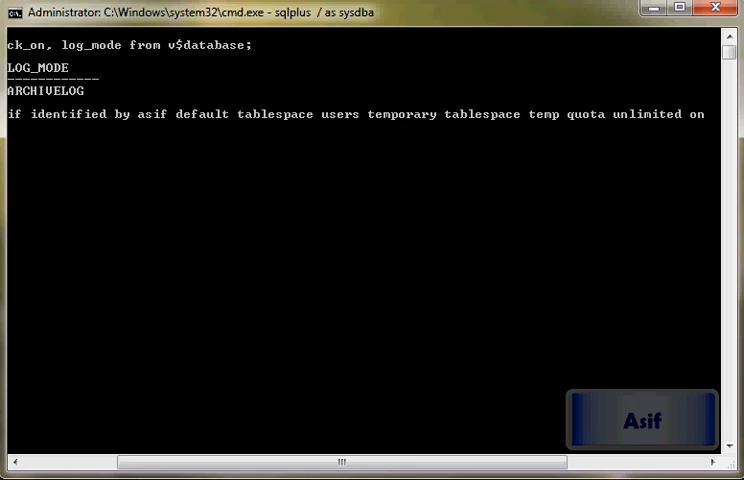 Administrator: C:\Windows\system32\cmd.exe - sqlplus / as sysdba
ck_on, log_mode from v$database;
LOG_MODE
------------
ARCHIVELOG
if identified by asif default tablespace users temporary tablespace temp quota unlimited on
Asif